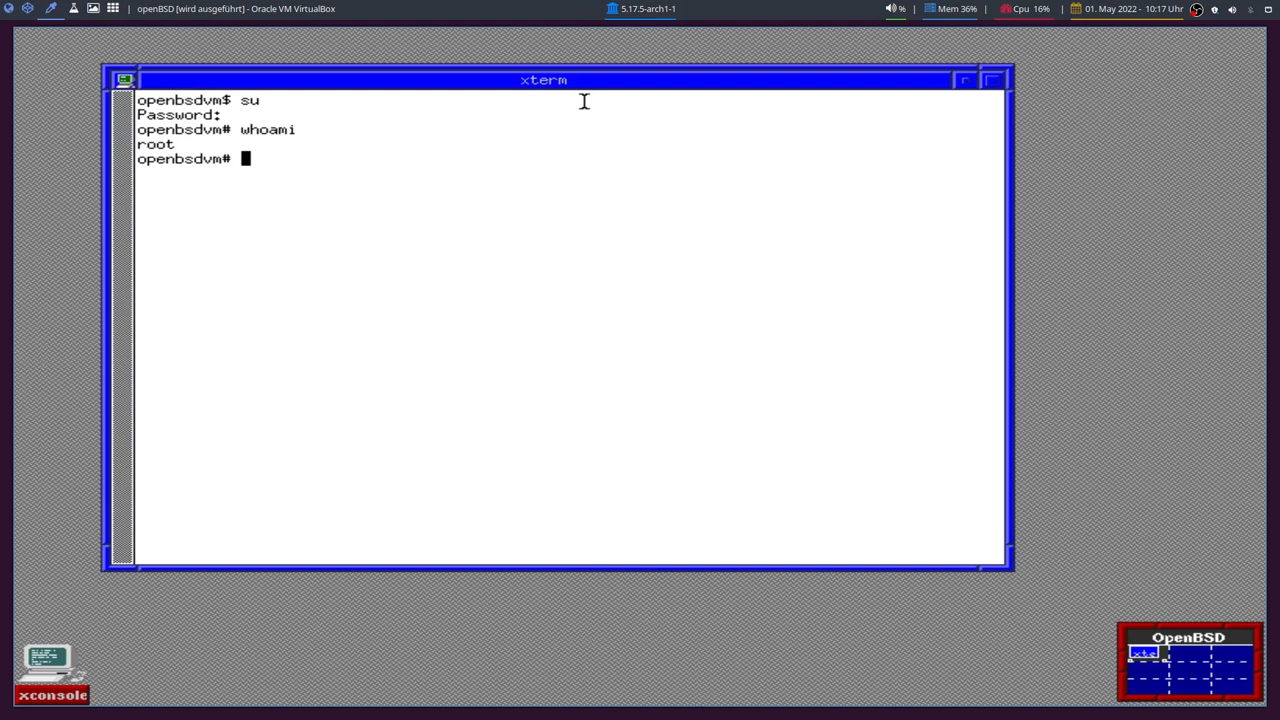 openBSD [wird ausgeführt] - Oracle VM VirtualBox
5.17.5-arch1-1
%
Mem 36%
Cpu 16%
01. May 2022 - 10:17 Uhr
xterm
openbsdvm$ su
Password:
openbsdvm# whoami
root
openbsdvm#
OpenBSD
xte
xconsole